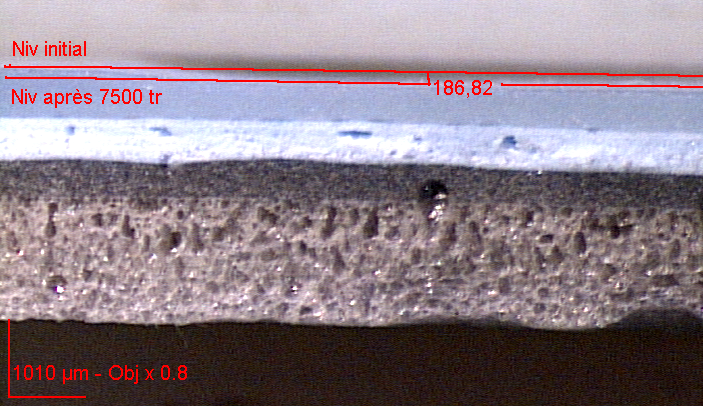 Niv initial
186,82
Niv après 7500 tr
1010 µm - Obj x 0.8